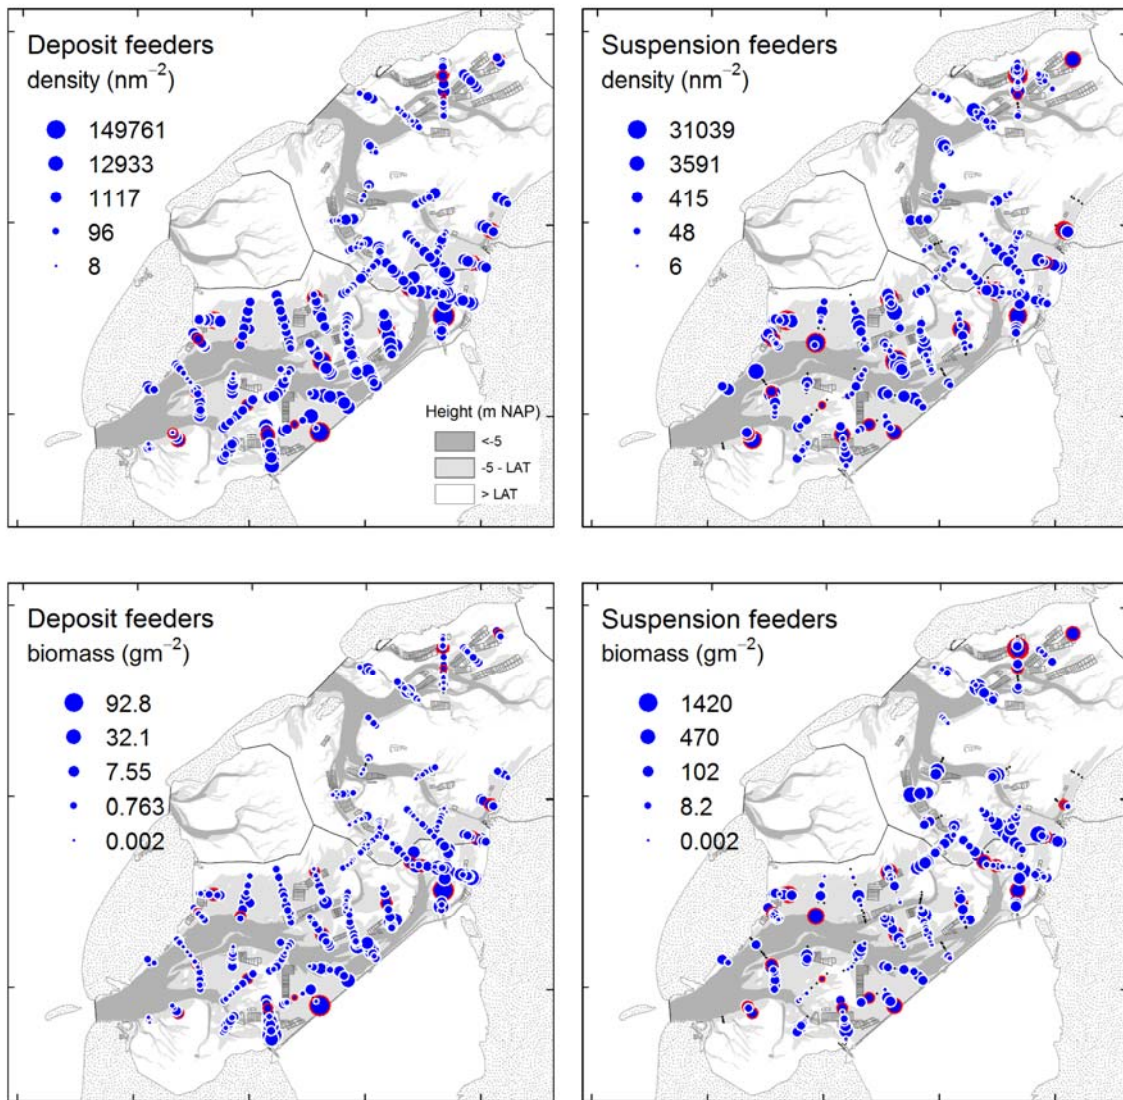 Deposit feeders
density (nm⁻²)
149761
12933
1117
96
8
Height (m NAP)
<-5
-5 - LAT
> LAT
Suspension feeders
density (nm⁻²)
31039
3591
415
48
6
Deposit feeders
biomass (gm⁻²)
92.8
32.1
7.55
0.763
0.002
Suspension feeders
biomass (gm⁻²)
1420
470
102
8.2
0.002